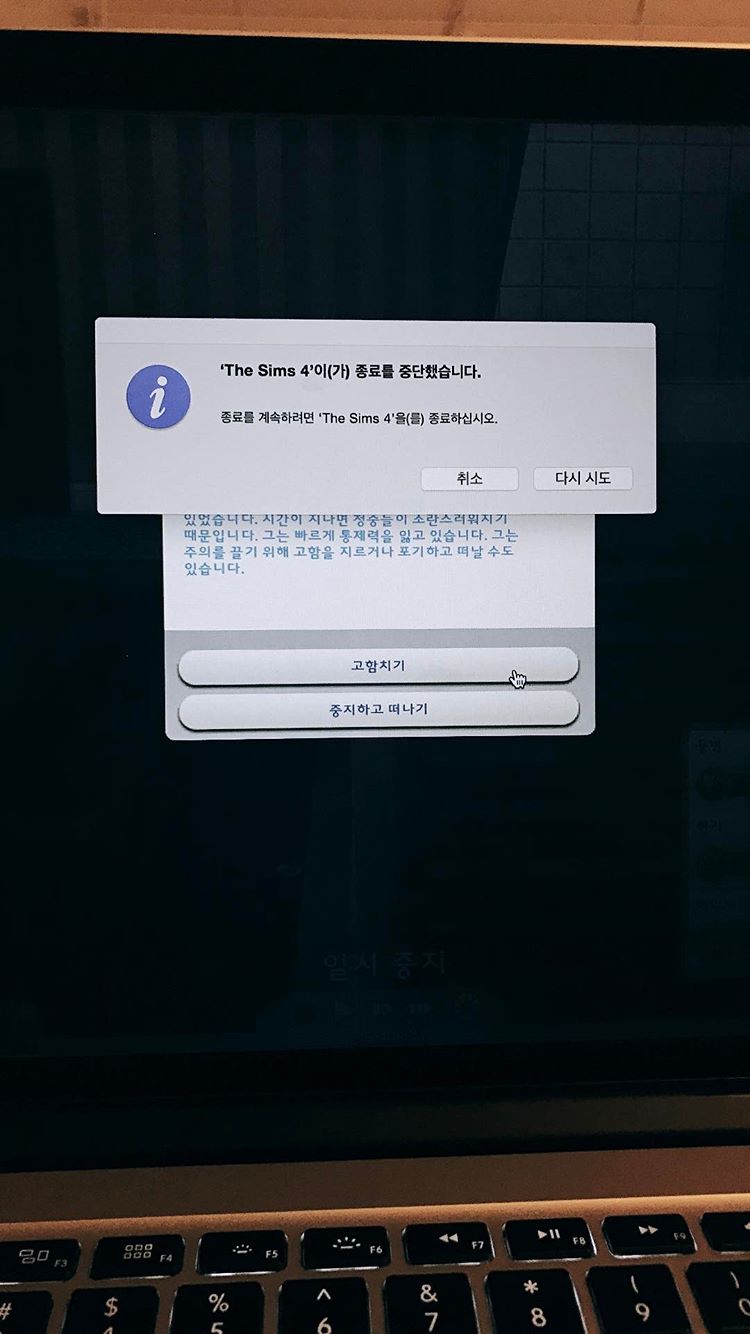 'The Sims 4'이(가) 종료를 중단했습니다.
종료를 계속하려면 'The Sims 4'을(를) 종료하십시오.
취소
다시 시도
있었습니다. 시간이 지나면 청중들이 소란스러워지기
때문입니다. 그는 빠르게 통제력을 잃고 있습니다. 그는
주의를 끌기 위해 고함을 지르거나 포기하고 떠날 수도
있습니다.
고함치기
중지하고 떠나기
일시 중지
F3
F4
F5
F6
F7
F8
F9
#
$
%
^
&
*
(
)
4
5
6
7
8
9